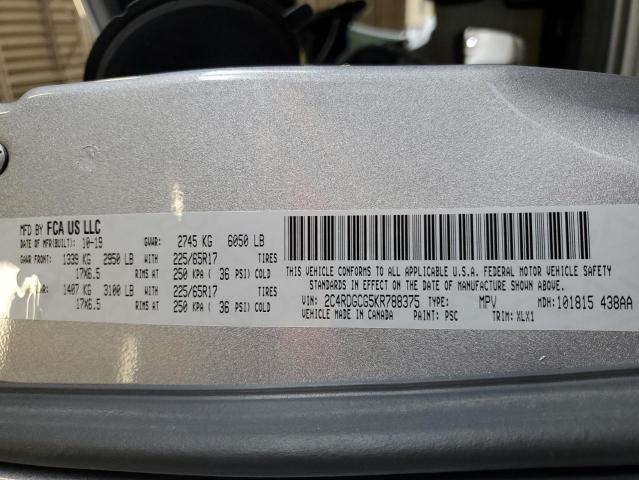 MFD BY FCA US LLC
DATE OF MFR(BUILT): 10-19 GVWR: 2745 KG 6050 LB
GAWR FRONT: 1339 KG 2950 LB WITH 225/65R17 TIRES
17X6.5 RIMS AT 250 KPA ( 36 PSI) COLD
1407 KG 3100 LB WITH 225/65R17 TIRES
17X6.5 RIMS AT 250 KPA ( 36 PSI) COLD
THIS VEHICLE CONFORMS TO ALL APPLICABLE U.S.A. FEDERAL MOTOR VEHICLE SAFETY
STANDARDS IN EFFECT ON THE DATE OF MANUFACTURE SHOWN ABOVE.
VIN: 2C4RDGCG5KR788375 TYPE: MPV MDH:101815 438AA
VEHICLE MADE IN CANADA PAINT: PSC TRIM: XLX1